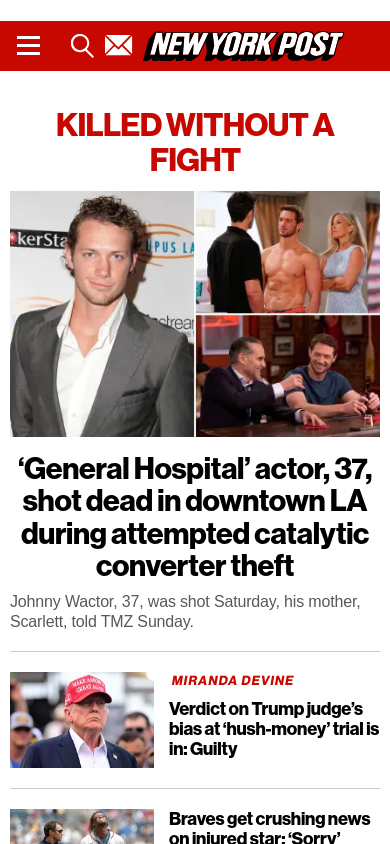 NEW YORK POST
KILLED WITHOUT A
FIGHT
kerSta
UPUS LA
nstream
‘General Hospital’ actor, 37,
shot dead in downtown LA
during attempted catalytic
converter theft
Johnny Wactor, 37, was shot Saturday, his mother,
Scarlett, told TMZ Sunday.
MIRANDA DEVINE
MAKE AMERICA
GREAT AGAIN
Verdict on Trump judge’s
bias at ‘hush-money’ trial is
in: Guilty
Braves get crushing news
on injured star: ‘Sorry’